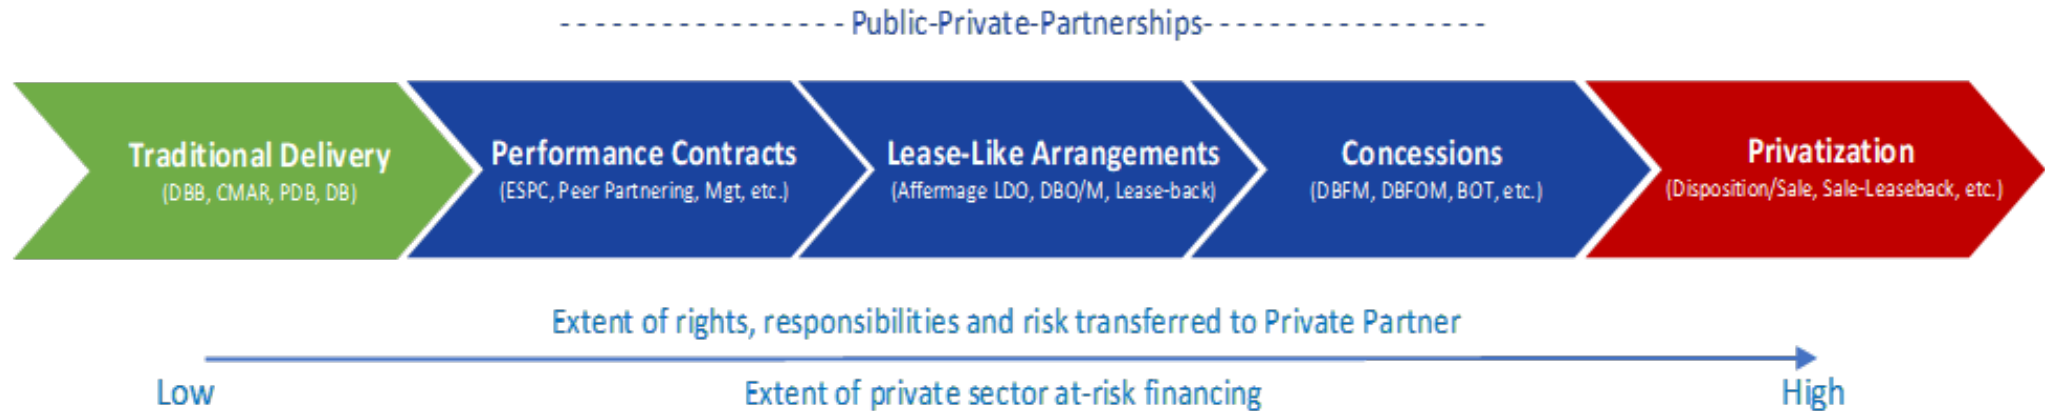 - - - - - - - - - - - - - - - - - Public-Private-Partnerships- - - - - - - - - - - - - - - - -
Traditional Delivery
(DBB, CMAR, PDB, DB)
Performance Contracts
(ESPC, Peer Partnering, Mgt, etc.)
Lease-Like Arrangements
(Affermage LDO, DBO/M, Lease-back)
Concessions
(DBFM, DBFOM, BOT, etc.)
Privatization
(Disposition/Sale, Sale-Leaseback, etc.)
Extent of rights, responsibilities and risk transferred to Private Partner
Low
Extent of private sector at-risk financing
High